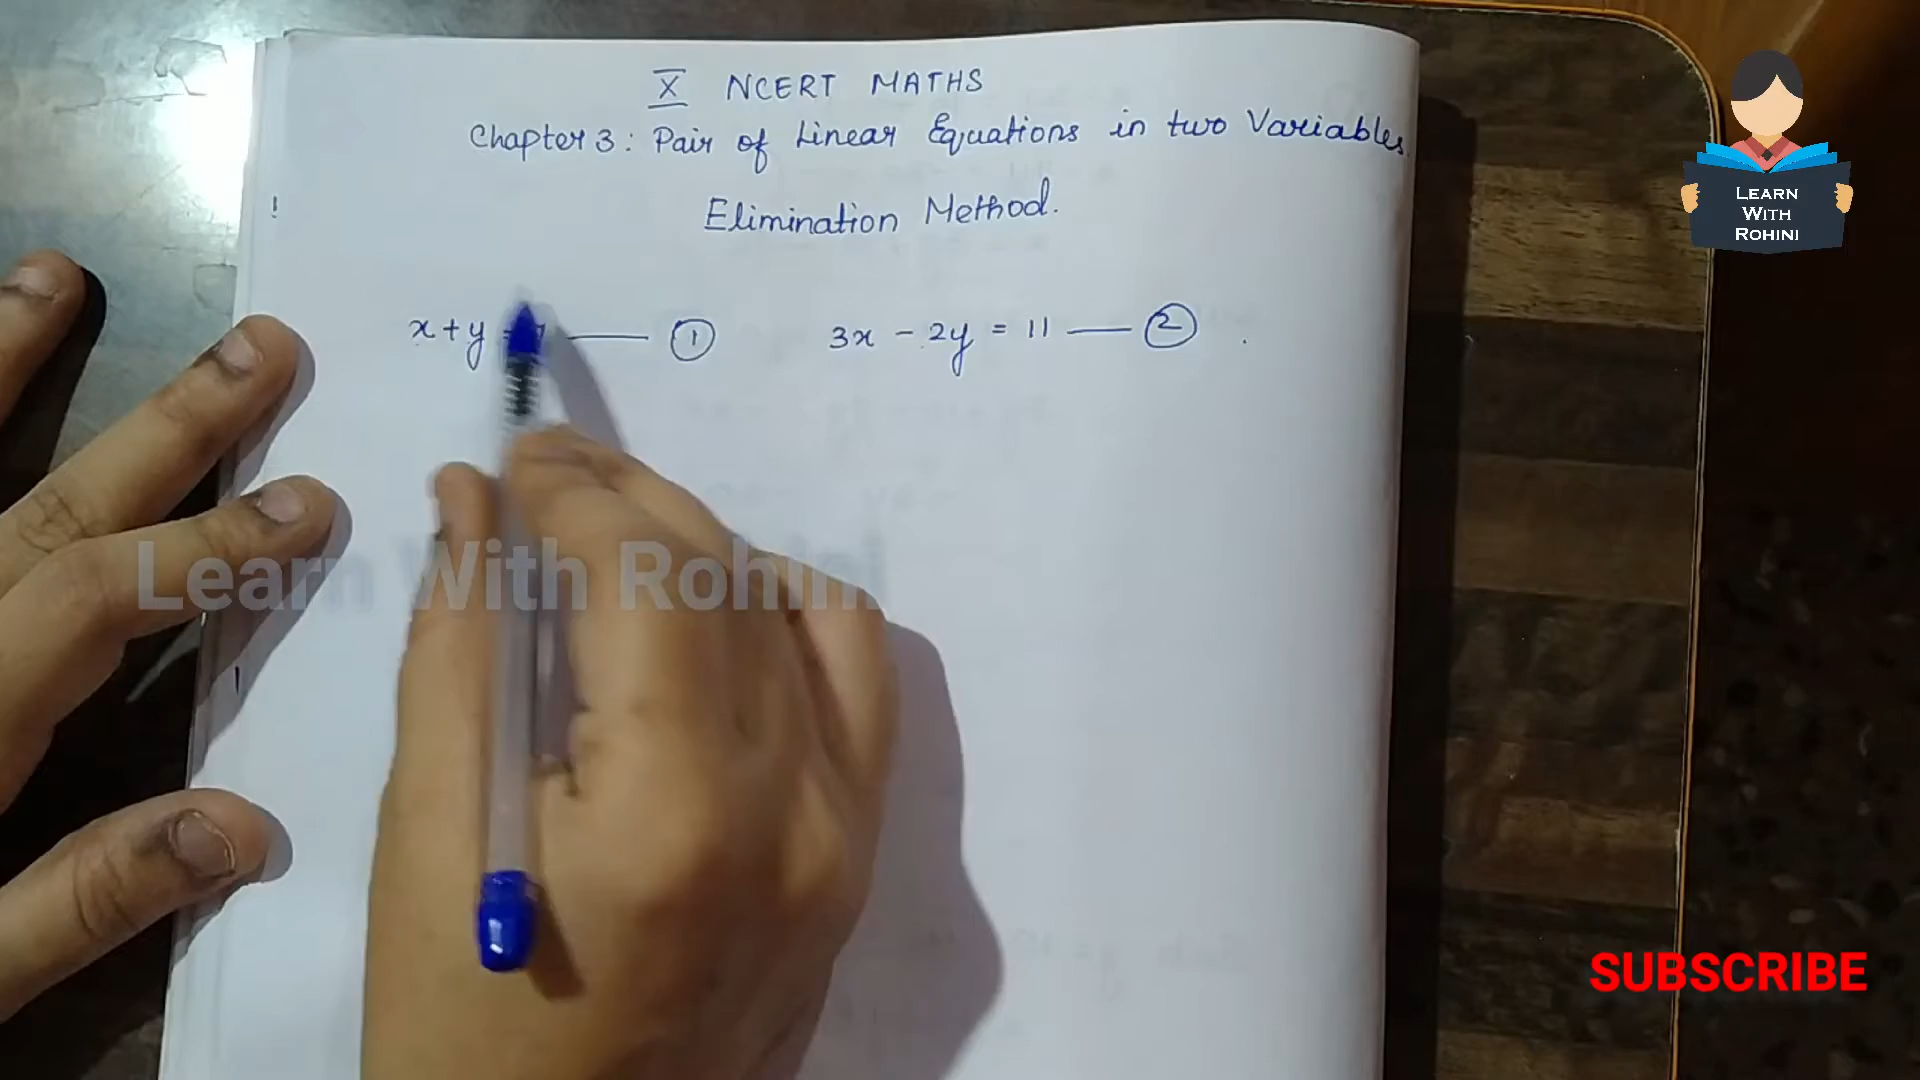 X NCERT MATHS
Chapter 3: Pair of Linear Equations in two Variables.
Elimination Method.
x + y = ——— ①
3x - 2y = 11 —— ②
LEARN
WITH
ROHINI
Learn With Rohini
SUBSCRIBE